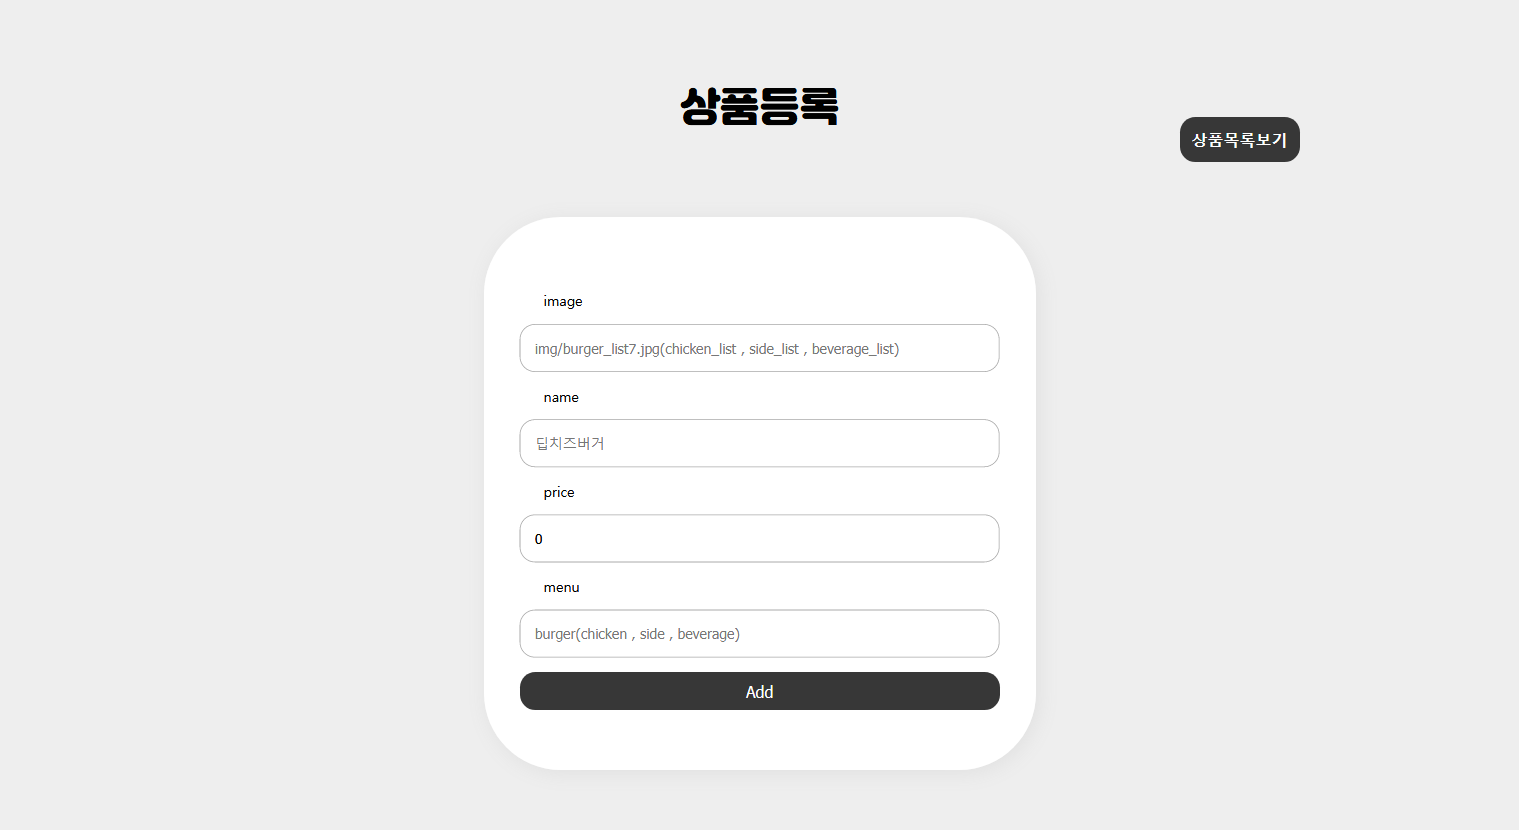 상품등록
상품목록보기
image
img/burger_list7.jpg(chicken_list , side_list , beverage_list)
name
딥치즈버거
price
0
menu
burger(chicken , side , beverage)
Add